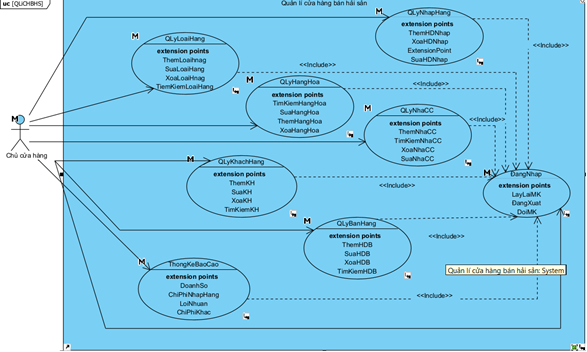 uc [QLiCHBHS]
Quản lí cửa hàng bán hải sản
QLyNhapHang
extension points
ThemHDNhap
XoaHDNhap
ExtensionPoint
SuaHDNhap
<<Include>>
QLyLoaiHang
extension points
ThemLoaihnag
SuaLoaiHang
XoaLoaiHnag
TiemKiemLoaiHang
<<Include>>
QLyHangHoa
extension points
TimKiemHangHoa
SuaHangHoa
ThemHangHoa
XoaHangHoa
<<Include>>
QLyNhaCC
extension points
ThemNhaCC
TimKiemNhaCC
XoaNhaCC
SuaNhaCC
<<Include>>
Chủ cửa hàng
QLyKhachHang
extension points
ThemKH
SuaKH
XoaKH
TimKiemKH
<<Include>>
DangNhap
extension points
LayLaiMK
ĐangXuat
DoiMK
QLyBanHang
extension points
ThemHDB
SuaHDB
XoaHDB
TimKiemHDB
<<Include>>
Quản lí cửa hàng bán hải sản: System
ThongKeBaoCao
extension points
DoanhSo
ChiPhiNhapHang
LoiNhuan
ChiPhiKhac
<<Include>>